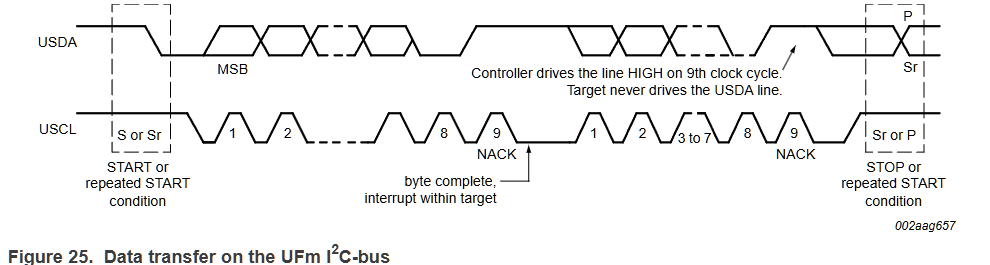 P
USDA
MSB
Controller drives the line HIGH on 9th clock cycle.
Target never drives the USDA line.
Sr
USCL
S or Sr
1
2
8
9
1
2
3 to 7
8
9
Sr or P
NACK
NACK
START or
repeated START
condition
byte complete,
interrupt within target
STOP or
repeated START
condition
002aag657
Figure 25. Data transfer on the UFm I²C-bus